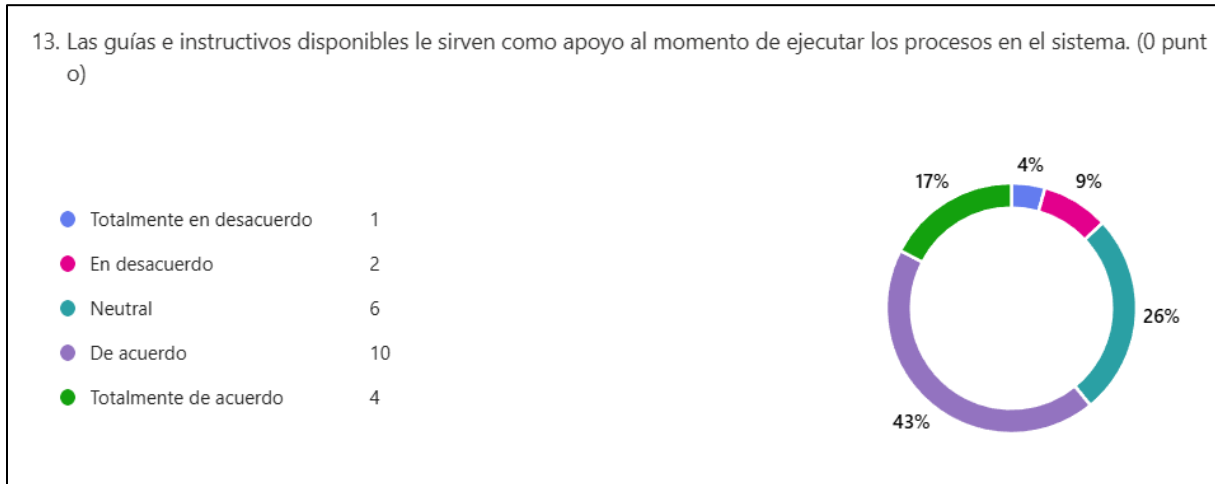 13. Las guías e instructivos disponibles le sirven como apoyo al momento de ejecutar los procesos en el sistema. (0 punt
o)
Totalmente en desacuerdo 1
En desacuerdo 2
Neutral 6
De acuerdo 10
Totalmente de acuerdo 4
4%
17%
9%
26%
43%